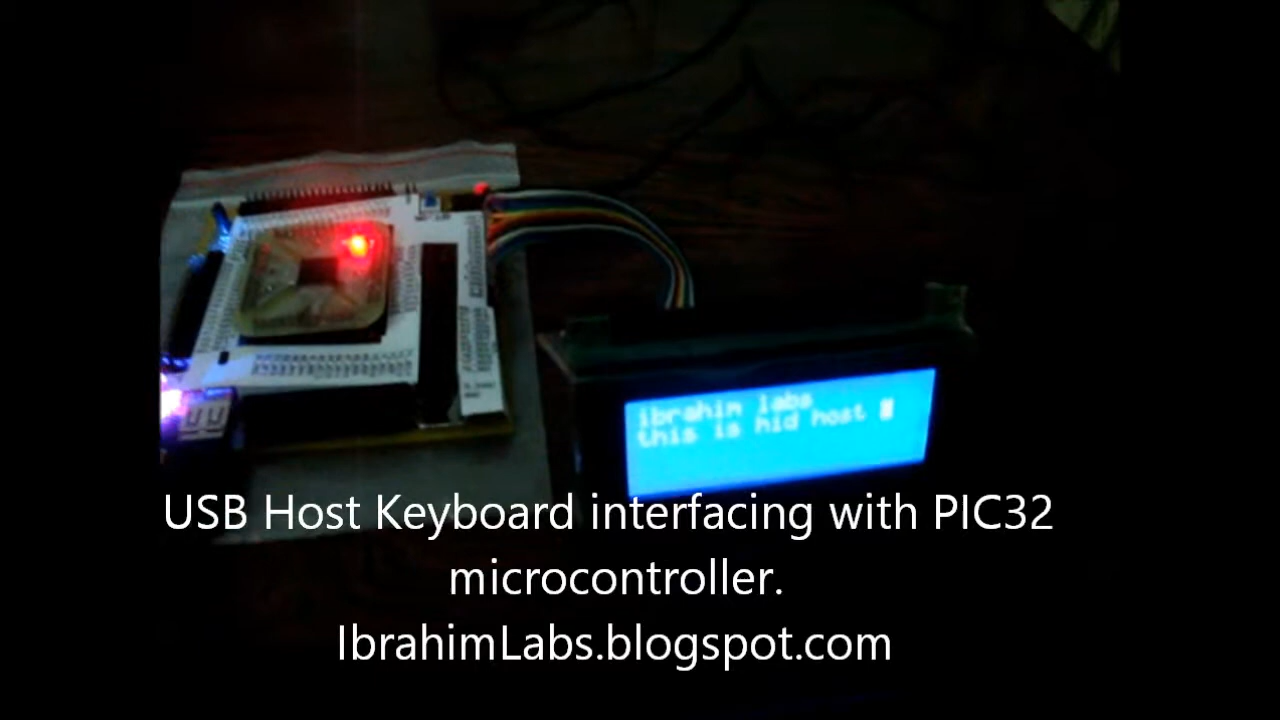 ibrahim labs
this is hid host
USB Host Keyboard interfacing with PIC32
microcontroller.
IbrahimLabs.blogspot.com